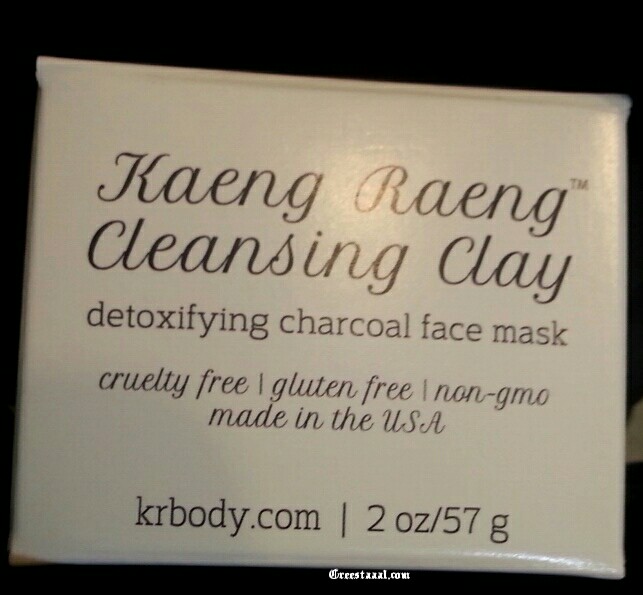 Kaeng Raeng™
Cleansing Clay
detoxifying charcoal face mask
cruelty free | gluten free | non-gmo
made in the USA
krbody.com | 2 oz/57 g
Creestaaal.com